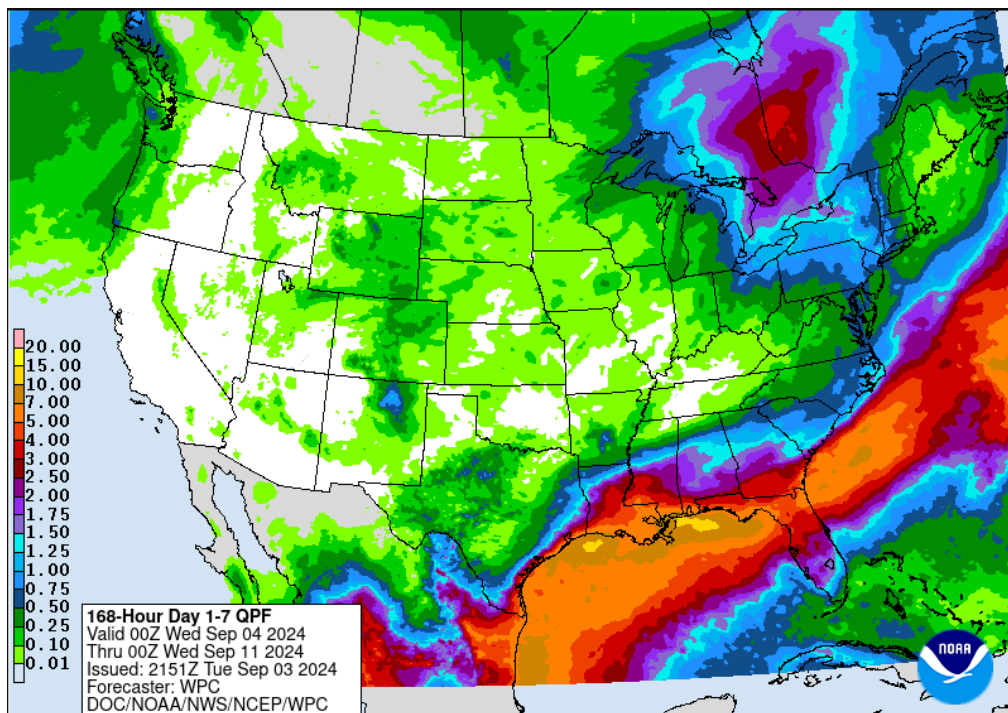 20.00
15.00
10.00
7.00
5.00
4.00
3.00
2.50
2.00
1.75
1.50
1.25
1.00
0.75
0.50
0.25
0.10
0.01
168-Hour Day 1-7 QPF
Valid 00Z Wed Sep 04 2024
Thru 00Z Wed Sep 11 2024
Issued: 2151Z Tue Sep 03 2024
Forecaster: WPC
DOC/NOAA/NWS/NCEP/WPC
NOAA